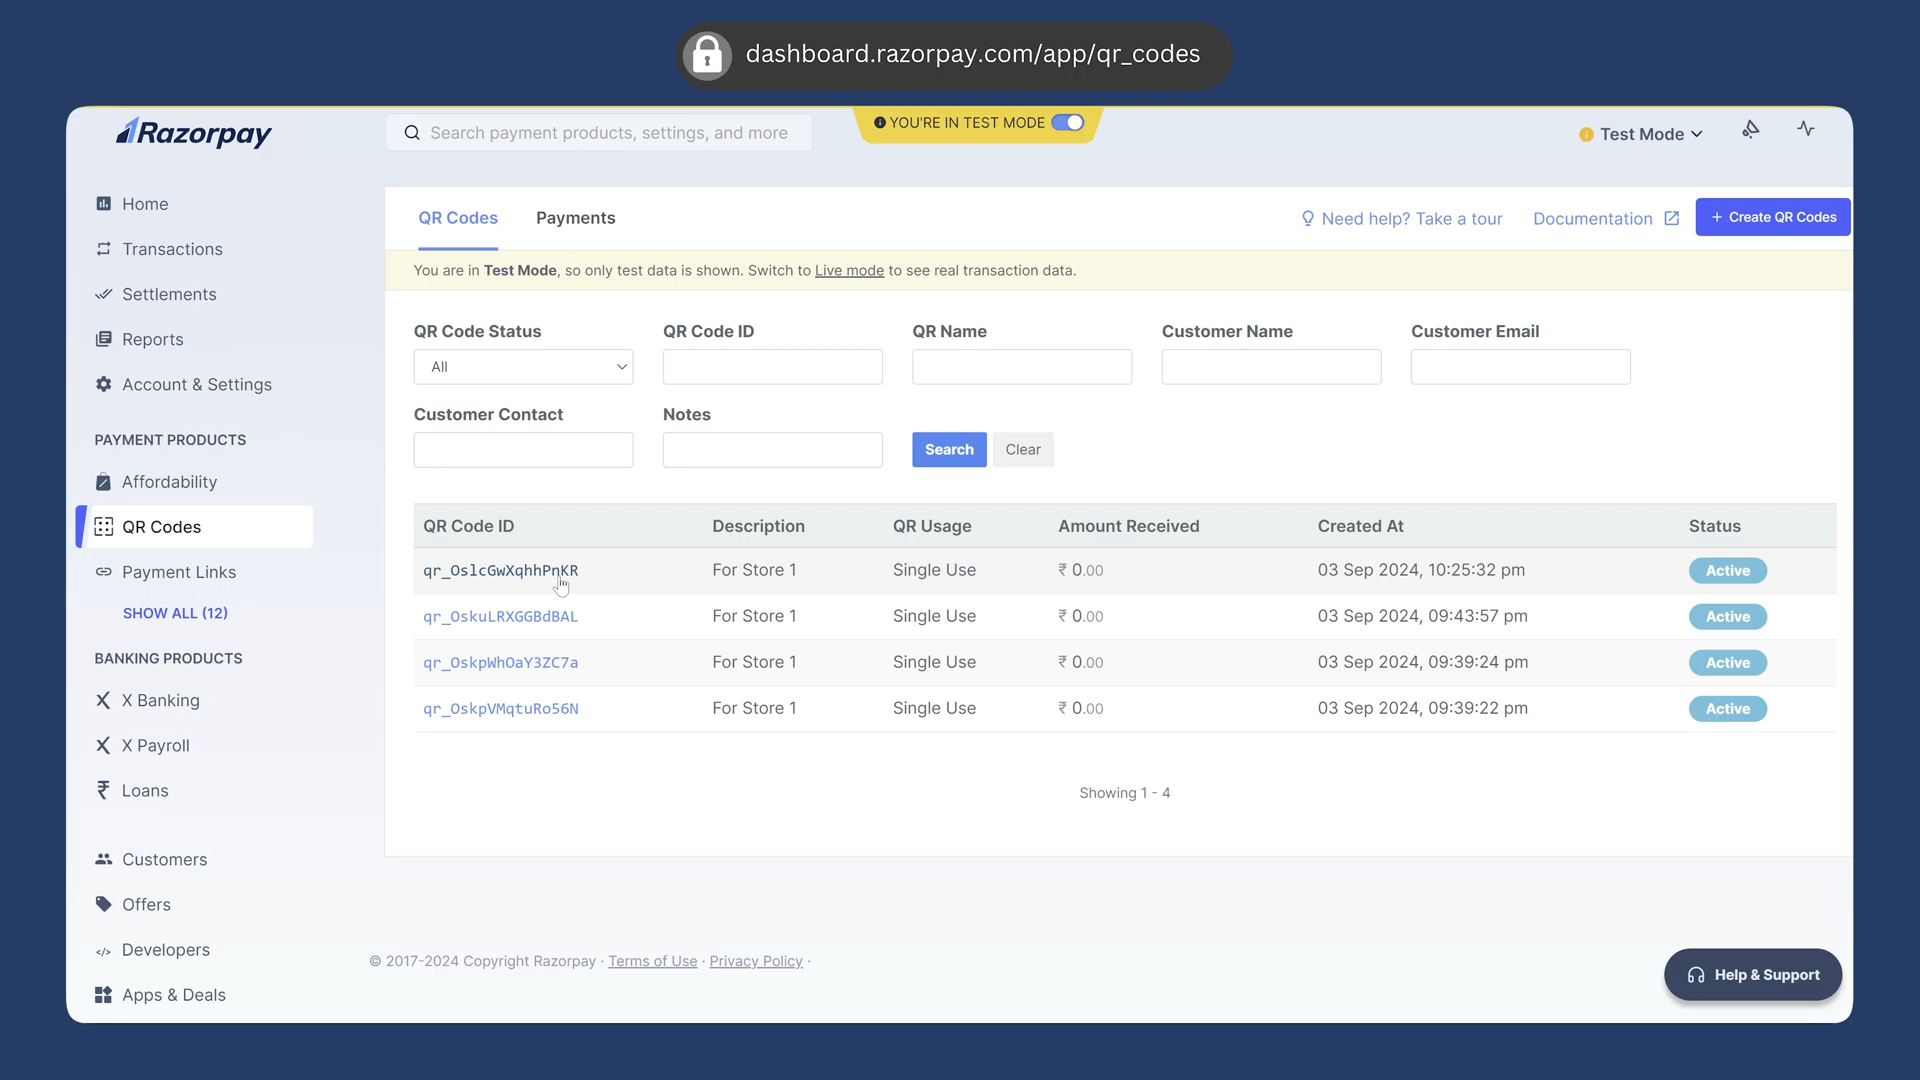 dashboard.razorpay.com/app/qr_codes
Razorpay
Search payment products, settings, and more
YOU'RE IN TEST MODE
Test Mode
Home
Transactions
Settlements
Reports
Account & Settings
PAYMENT PRODUCTS
Affordability
QR Codes
Payment Links
SHOW ALL (12)
BANKING PRODUCTS
X Banking
X Payroll
Loans
Customers
Offers
Developers
Apps & Deals
QR Codes Payments Need help? Take a tour Documentation + Create QR Codes
You are in Test Mode, so only test data is shown. Switch to Live mode to see real transaction data.
QR Code Status QR Code ID QR Name Customer Name Customer Email
All
Customer Contact Notes
Search Clear
QR Code ID Description QR Usage Amount Received Created At Status
qr_OslcGwXqhhPnKR For Store 1 Single Use ₹ 0.00 03 Sep 2024, 10:25:32 pm Active
qr_OskuLRXGGBdBAL For Store 1 Single Use ₹ 0.00 03 Sep 2024, 09:43:57 pm Active
qr_OskpWhOaY3ZC7a For Store 1 Single Use ₹ 0.00 03 Sep 2024, 09:39:24 pm Active
qr_OskpVMqtuRo56N For Store 1 Single Use ₹ 0.00 03 Sep 2024, 09:39:22 pm Active
Showing 1 - 4
© 2017-2024 Copyright Razorpay · Terms of Use · Privacy Policy ·
Help & Support